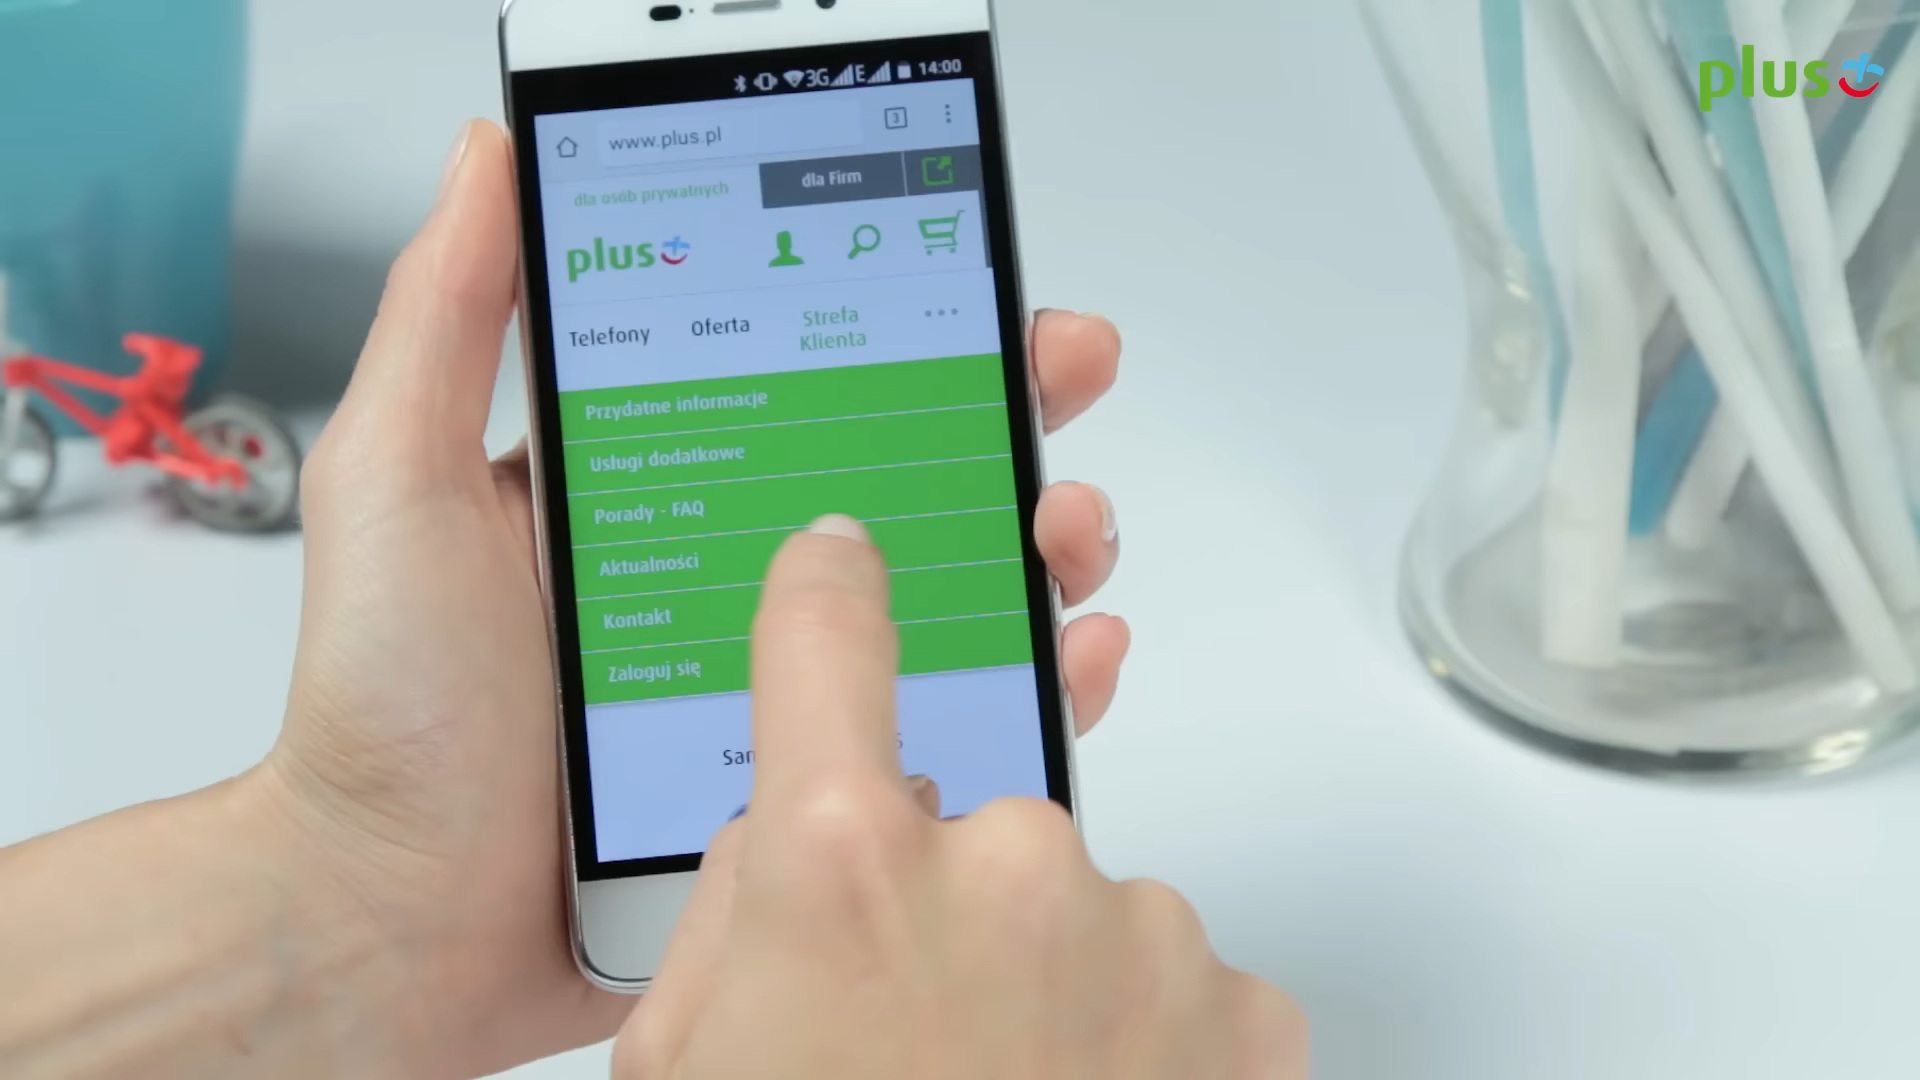 plus
3G E 14:00
www.plus.pl
3
dla osób prywatnych
dla Firm
plus
Telefony
Oferta
Strefa
Klienta
Przydatne informacje
Usługi dodatkowe
Porady - FAQ
Aktualności
Kontakt
Zaloguj się